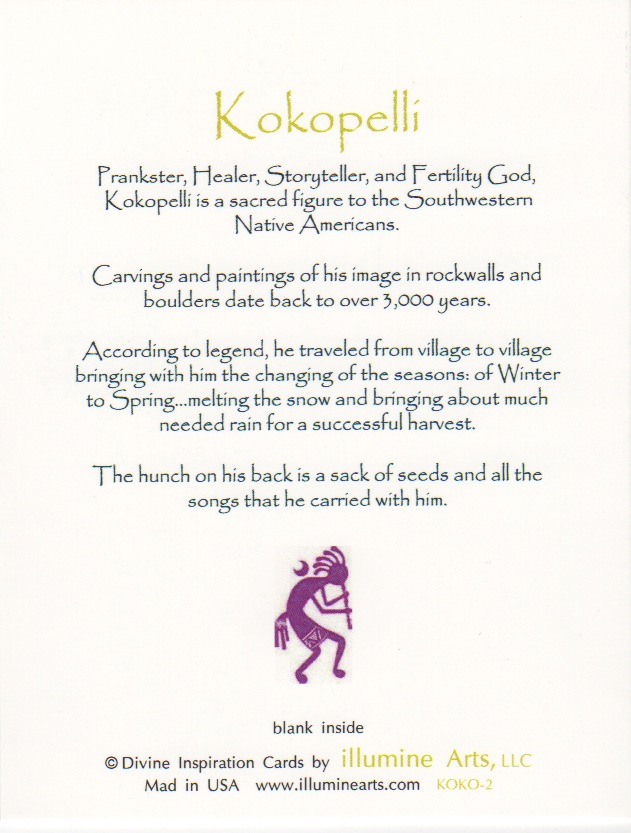 Kokopelli
Prankster, Healer, Storyteller, and Fertility God,
Kokopelli is a sacred figure to the Southwestern
Native Americans.
Carvings and paintings of his image in rockwalls and
boulders date back to over 3,000 years.
According to legend, he traveled from village to village
bringing with him the changing of the seasons: of Winter
to Spring...melting the snow and bringing about much
needed rain for a successful harvest.
The hunch on his back is a sack of seeds and all the
songs that he carried with him.
blank inside
© Divine Inspiration Cards by illumine Arts, LLC
Mad in USA www.illuminearts.com KOKO-2